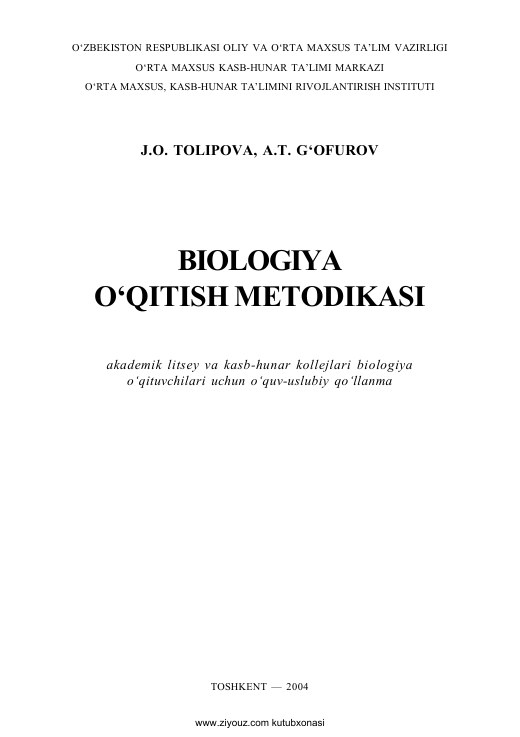 O‘ZBEKISTON RESPUBLIKASI OLIY VA O‘RTA MAXSUS TA’LIM VAZIRLIGI
O‘RTA MAXSUS KASB-HUNAR TA’LIMI MARKAZI
O‘RTA MAXSUS, KASB-HUNAR TA’LIMINI RIVOJLANTIRISH INSTITUTI
J.O. TOLIPOVA, A.T. G‘OFUROV
BIOLOGIYA
O‘QITISH METODIKASI
akademik litsey va kasb-hunar kollejlari biologiya
o‘qituvchilari uchun o‘quv-uslubiy qo‘llanma
TOSHKENT — 2004
www.ziyouz.com kutubxonasi